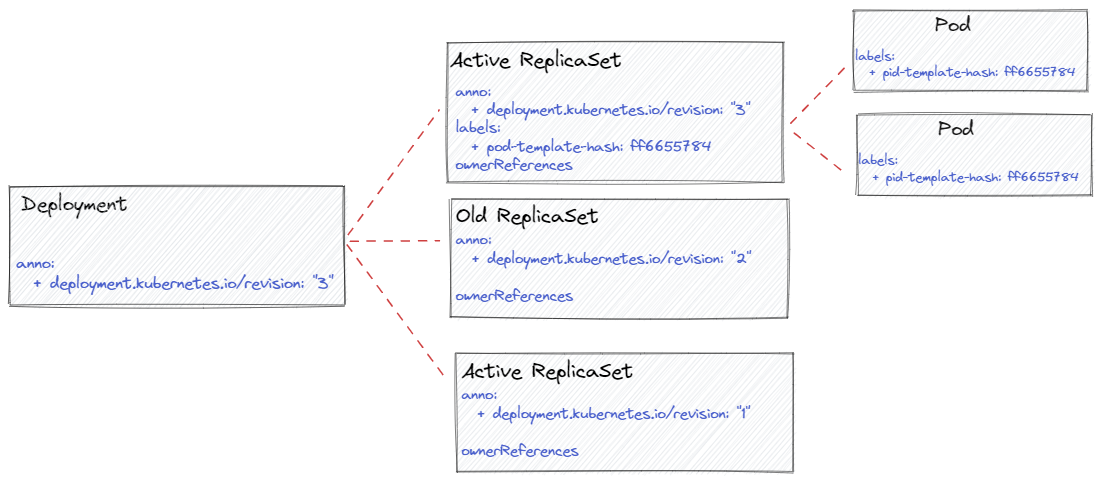 Deployment
anno:
+ deployment.kubernetes.io/revision: "3"
Active ReplicaSet
anno:
+ deployment.kubernetes.io/revision: "3"
labels:
+ pod-template-hash: ff6655784
ownerReferences
Old ReplicaSet
anno:
+ deployment.kubernetes.io/revision: "2"
ownerReferences
Active ReplicaSet
anno:
+ deployment.kubernetes.io/revision: "1"
ownerReferences
Pod
labels:
+ pid-template-hash: ff6655784
Pod
labels:
+ pid-template-hash: ff6655784